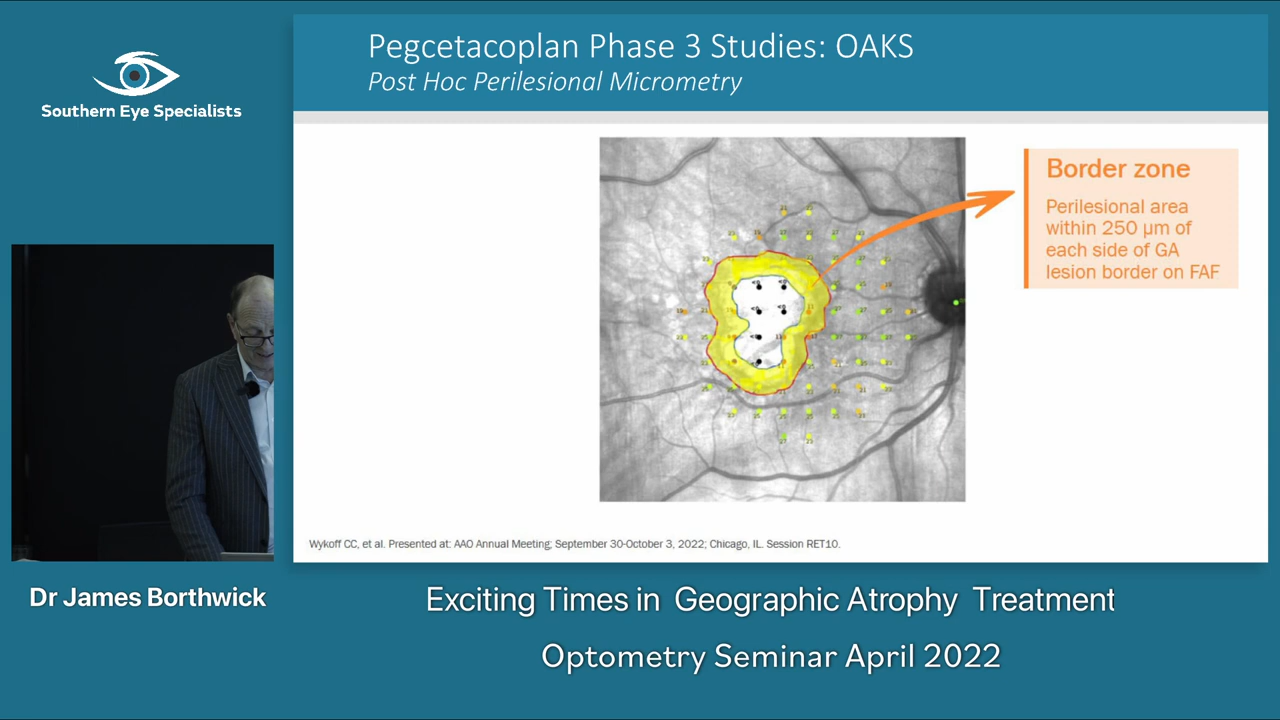 Southern Eye Specialists
Pegcetacoplan Phase 3 Studies: OAKS
Post Hoc Perilesional Micrometry
Border zone
Perilesional area
within 250 µm of
each side of GA
lesion border on FAF
Wykoff CC, et al. Presented at: AAO Annual Meeting; September 30-October 3, 2022; Chicago, IL. Session RET10.
Dr James Borthwick
Exciting Times in Geographic Atrophy Treatment
Optometry Seminar April 2022